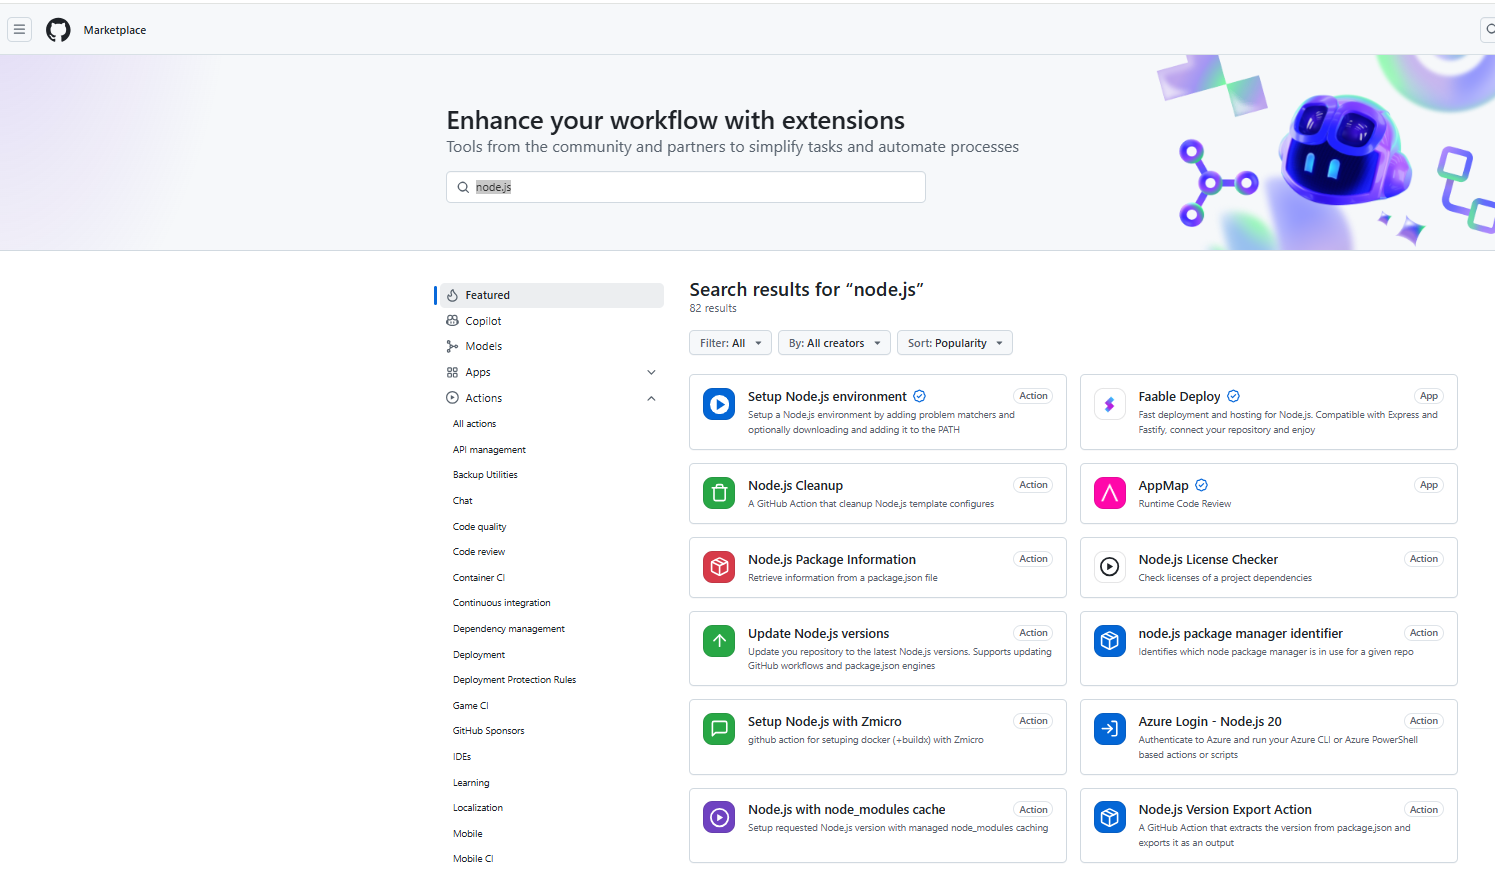 Marketplace
Enhance your workflow with extensions
Tools from the community and partners to simplify tasks and automate processes
node.js
Featured
Copilot
Models
Apps
Actions
All actions
API management
Backup Utilities
Chat
Code quality
Code review
Container CI
Continuous integration
Dependency management
Deployment
Deployment Protection Rules
Game CI
GitHub Sponsors
IDEs
Learning
Localization
Mobile
Mobile CI
Search results for “node.js”
82 results
Filter: All
By: All creators
Sort: Popularity
Setup Node.js environment
Action
Setup a Node.js environment by adding problem matchers and
optionally downloading and adding it to the PATH
Faable Deploy
App
Fast deployment and hosting for Node.js. Compatible with Express and
Fastify, connect your repository and enjoy
Node.js Cleanup
Action
A GitHub Action that cleanup Node.js template configures
AppMap
App
Runtime Code Review
Node.js Package Information
Action
Retrieve information from a package.json file
Node.js License Checker
Action
Check licenses of a project dependencies
Update Node.js versions
Action
Update you repository to the latest Node.js versions. Supports updating
GitHub workflows and package.json engines
node.js package manager identifier
Action
Identifies which node package manager is in use for a given repo
Setup Node.js with Zmicro
Action
github action for setuping docker (+buildx) with Zmicro
Azure Login - Node.js 20
Action
Authenticate to Azure and run your Azure CLI or Azure PowerShell
based actions or scripts
Node.js with node_modules cache
Action
Setup requested Node.js version with managed node_modules caching
Node.js Version Export Action
Action
A GitHub Action that extracts the version from package.json and
exports it as an output